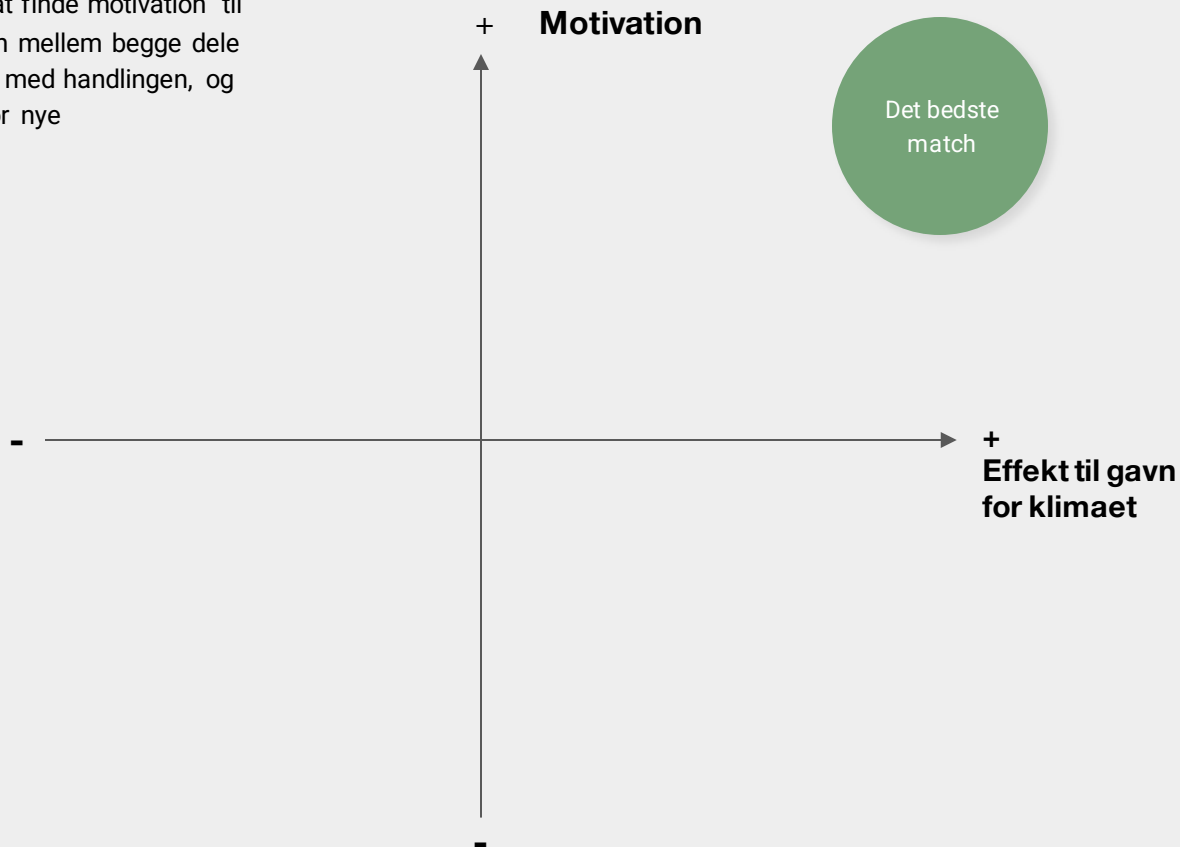 finde motivation til
mellem begge dele
med handlingen, og
nye
+ Motivation
Det bedste
match
-
+
Effekt til gavn
for klimaet
-